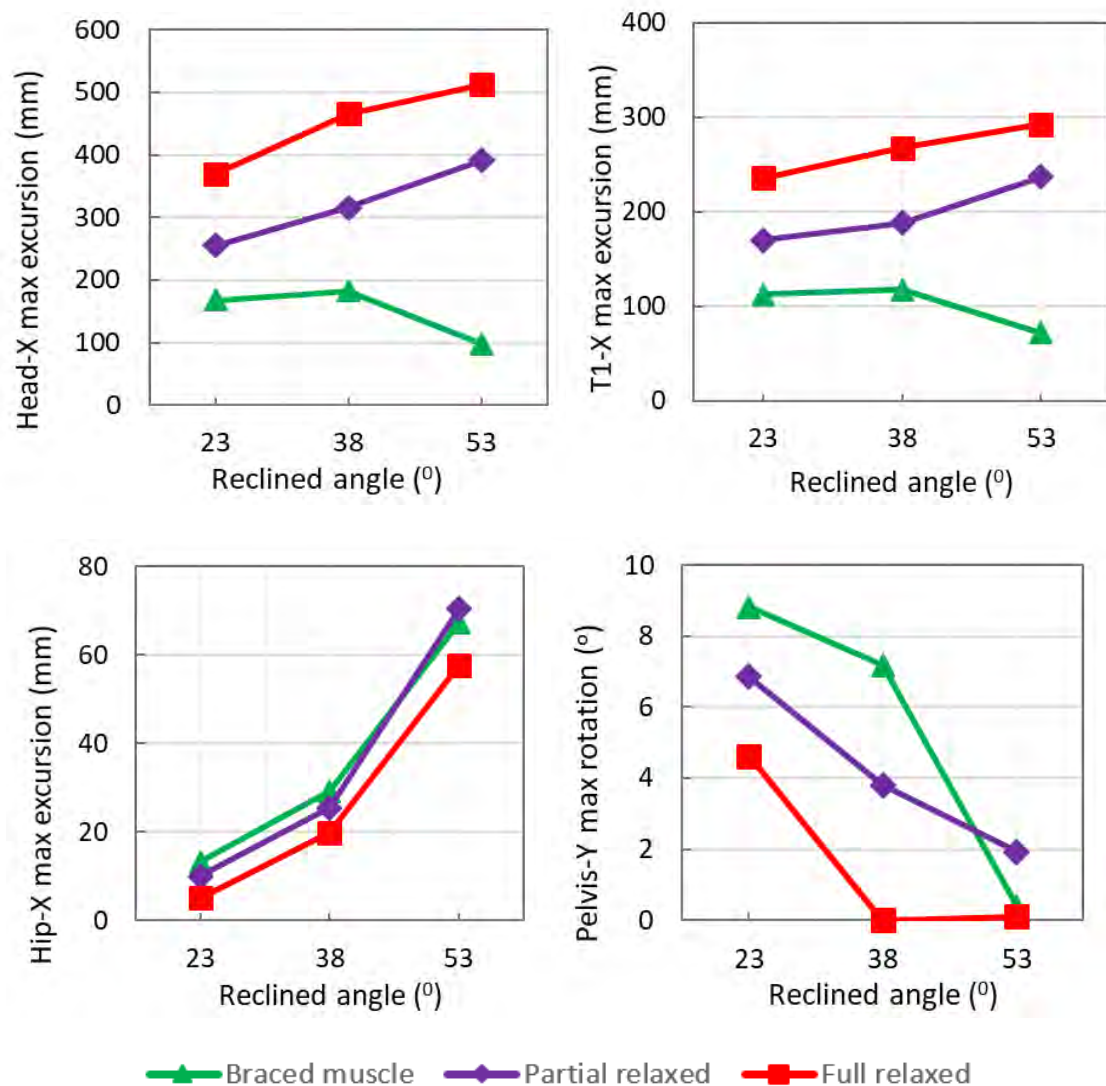 Head-X max excursion (mm)
600
500
400
300
200
100
0
23 38 53
Reclined angle (⁰)
T1-X max excursion (mm)
400
300
200
100
0
23 38 53
Reclined angle (⁰)
Hip-X max excursion (mm)
80
60
40
20
0
23 38 53
Reclined angle (⁰)
Pelvis-Y max rotation (º)
10
8
6
4
2
0
23 38 53
Reclined angle (⁰)
Braced muscle Partial relaxed Full relaxed